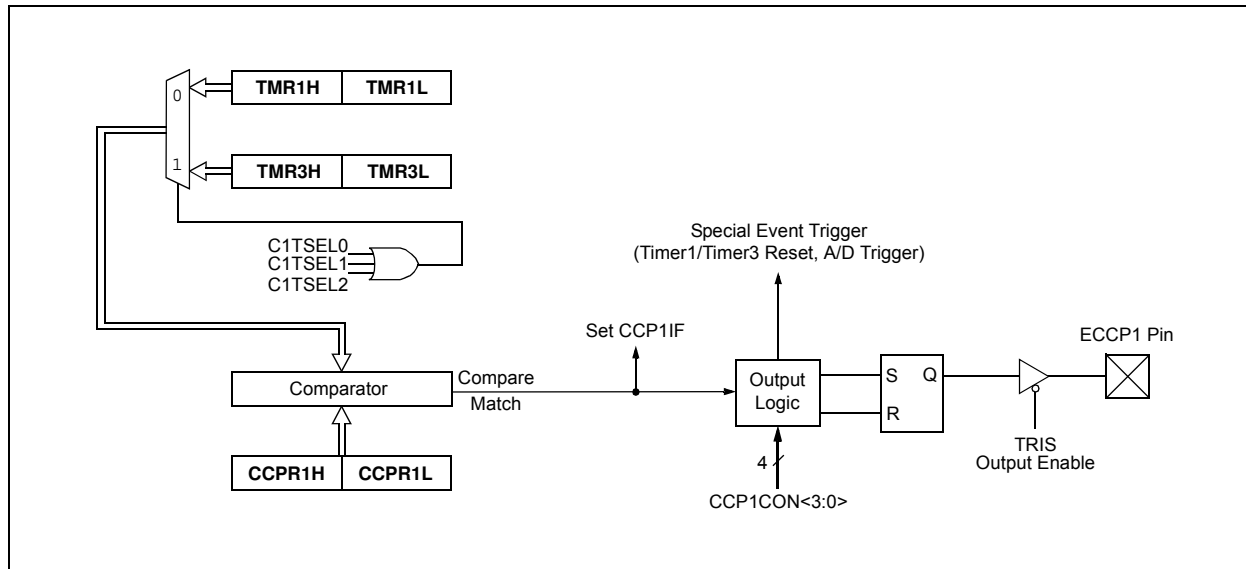 0
TMR1H TMR1L
1
TMR3H TMR3L
C1TSEL0
C1TSEL1
C1TSEL2
Special Event Trigger
(Timer1/Timer3 Reset, A/D Trigger)
Set CCP1IF
ECCP1 Pin
Comparator
Compare
Match
Output
Logic
S Q
R
TRIS
Output Enable
4
CCPR1H CCPR1L
CCP1CON<3:0>